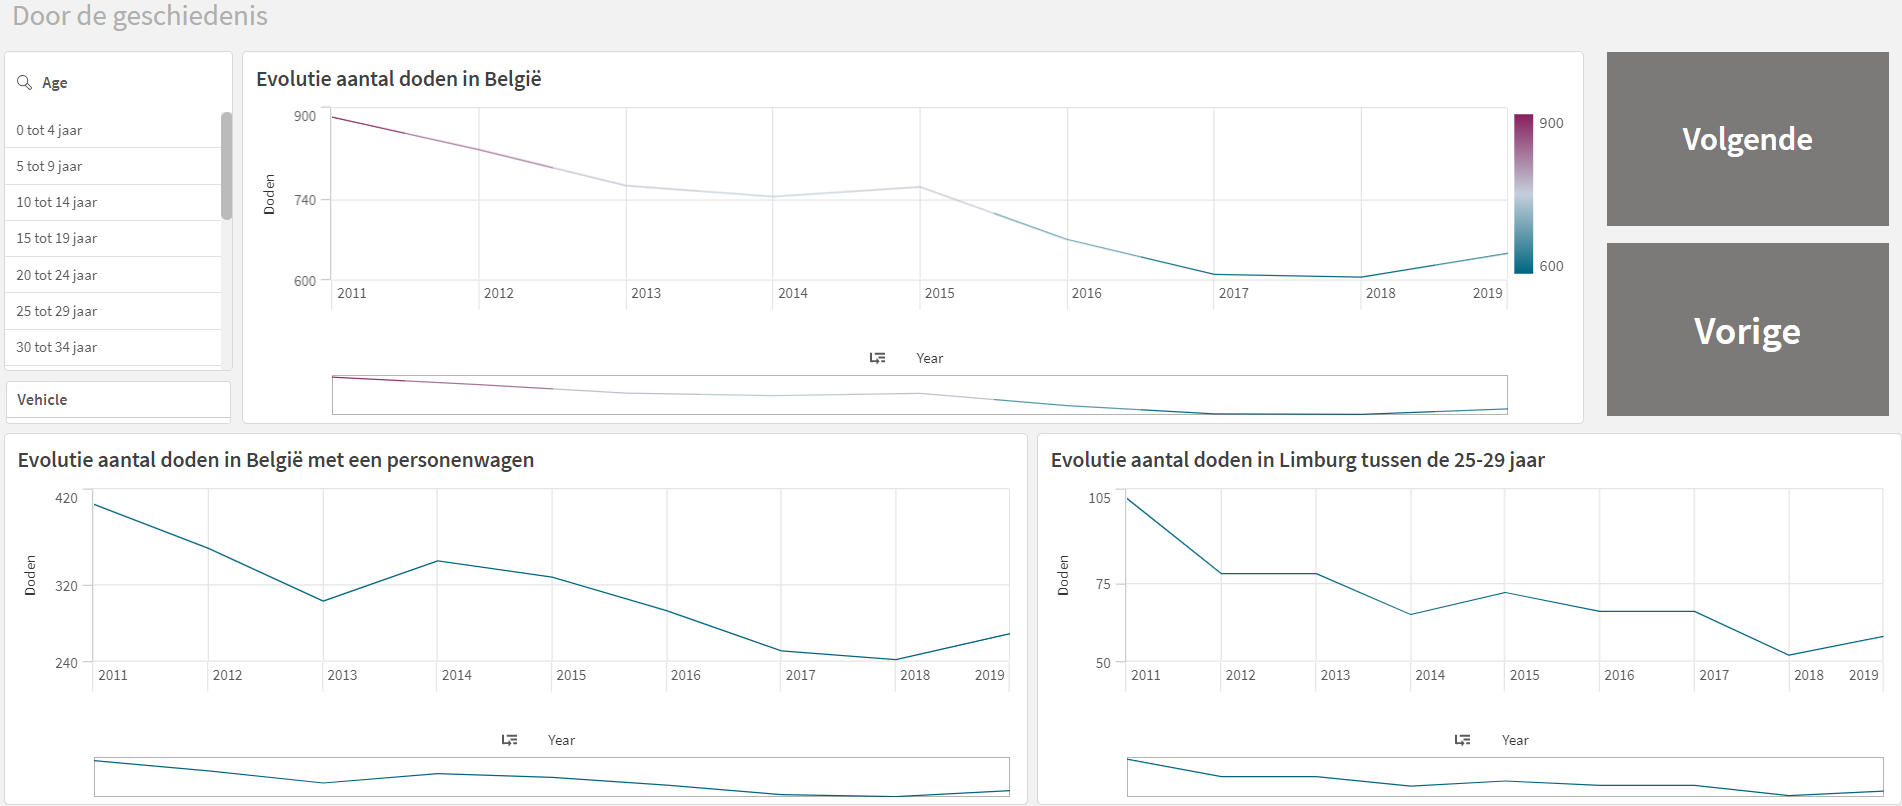 Door de geschiedenis
Age
0 tot 4 jaar
5 tot 9 jaar
10 tot 14 jaar
15 tot 19 jaar
20 tot 24 jaar
25 tot 29 jaar
30 tot 34 jaar
Vehicle
Evolutie aantal doden in België
Doden
900
740
600
2011 2012 2013 2014 2015 2016 2017 2018 2019
Year
900
600
Volgende
Vorige
Evolutie aantal doden in België met een personenwagen
Doden
420
320
240
2011 2012 2013 2014 2015 2016 2017 2018 2019
Year
Evolutie aantal doden in Limburg tussen de 25-29 jaar
Doden
105
75
50
2011 2012 2013 2014 2015 2016 2017 2018 2019
Year